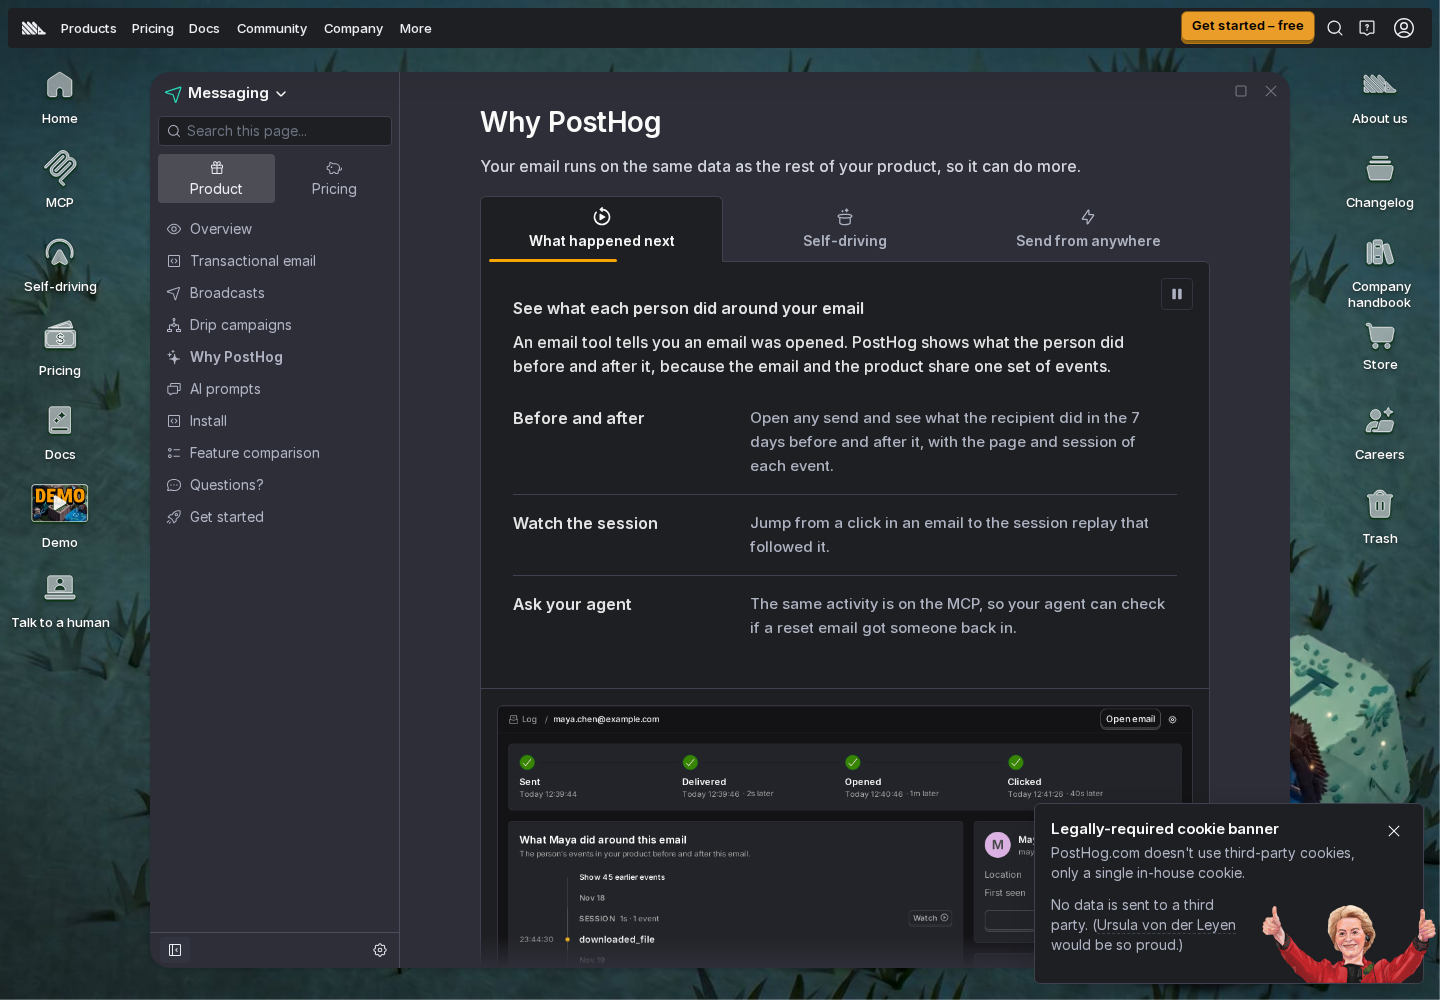 Products Pricing Docs Community Company More
Get started – free
Home
MCP
Self-driving
Pricing
Docs
DEMO
Demo
Talk to a human
Messaging
Search this page...
Product Pricing
Overview
Transactional email
Broadcasts
Drip campaigns
Why PostHog
AI prompts
Install
Feature comparison
Questions?
Get started
Why PostHog
Your email runs on the same data as the rest of your product, so it can do more.
What happened next Self-driving Send from anywhere
See what each person did around your email
An email tool tells you an email was opened. PostHog shows what the person did
before and after it, because the email and the product share one set of events.
Before and after
Open any send and see what the recipient did in the 7
days before and after it, with the page and session of
each event.
Watch the session
Jump from a click in an email to the session replay that
followed it.
Ask your agent
The same activity is on the MCP, so your agent can check
if a reset email got someone back in.
Log / maya.chen@example.com
Open email
Sent Delivered Opened Clicked
Today 12:39:44 Today 12:39:46 · 2s later Today 12:40:46 · 1m later Today 12:41:26 · 40s later
What Maya did around this email
The person's events in your product before and after this email.
Show 45 earlier events
Nov 18
SESSION 1s · 1 event
Watch
23:44:30 downloaded_file
Nov 19
M
May
may
Location
First seen
About us
Changelog
Company
handbook
Store
Careers
Trash
Legally-required cookie banner
PostHog.com doesn't use third-party cookies,
only a single in-house cookie.
No data is sent to a third
party. (Ursula von der Leyen
would be so proud.)